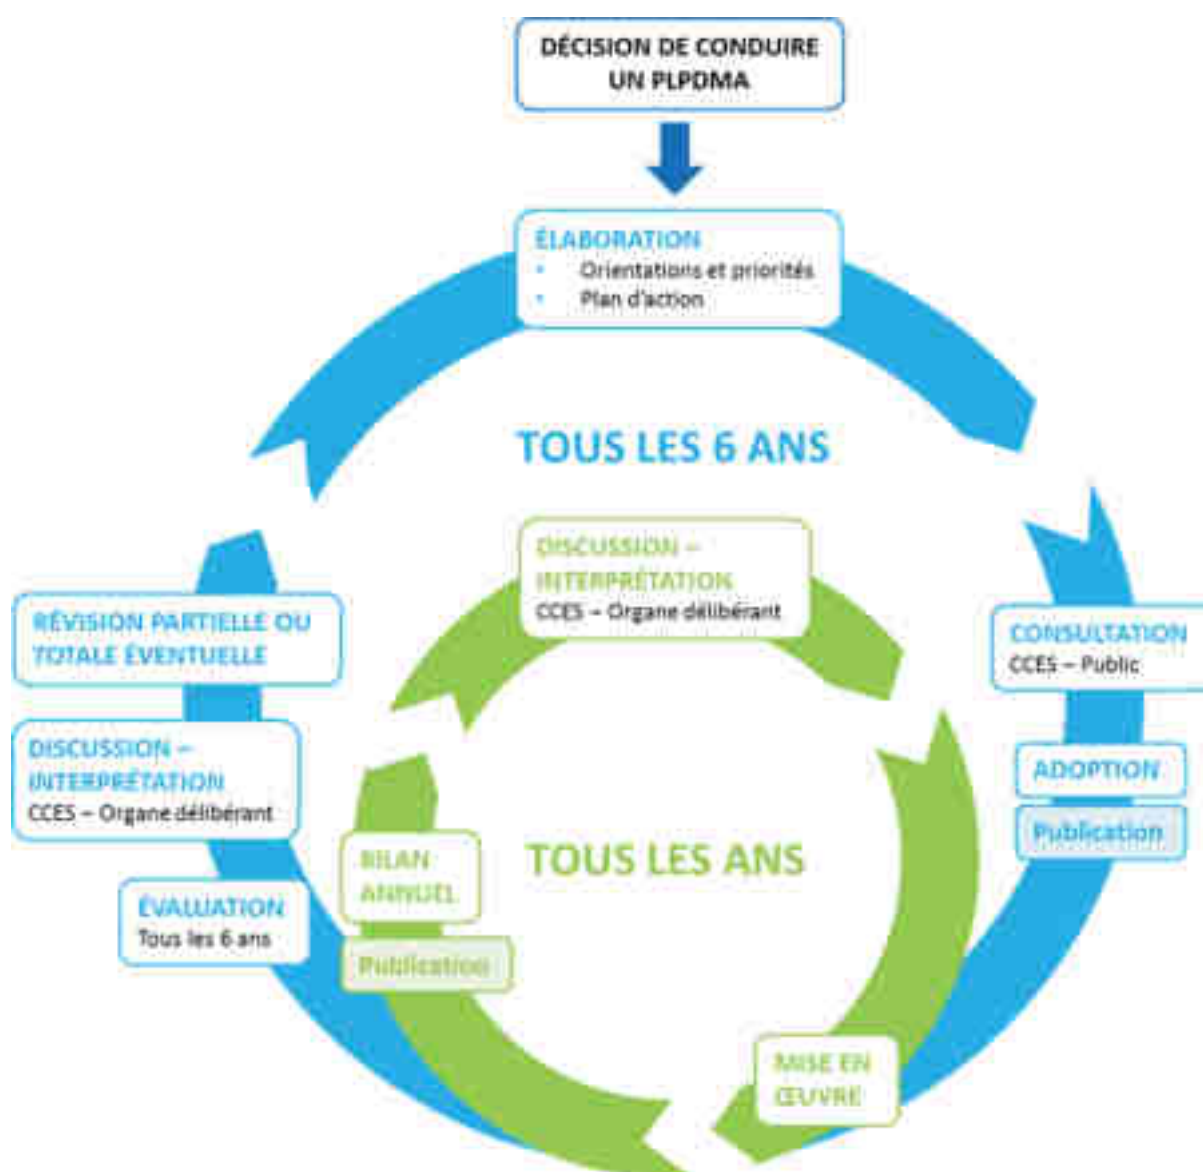 DÉCISION DE CONDUIRE
UN PLPDMA
ÉLABORATION
• Orientations et priorités
• Plan d'action
TOUS LES 6 ANS
DISCUSSION –
INTERPRÉTATION
CCES – Organe délibérant
RÉVISION PARTIELLE OU
TOTALE ÉVENTUELLE
CONSULTATION
CCES – Public
DISCUSSION –
INTERPRÉTATION
CCES – Organe délibérant
ADOPTION
Publication
TOUS LES ANS
BILAN
ANNUEL
Publication
ÉVALUATION
Tous les 6 ans
MISE EN
ŒUVRE